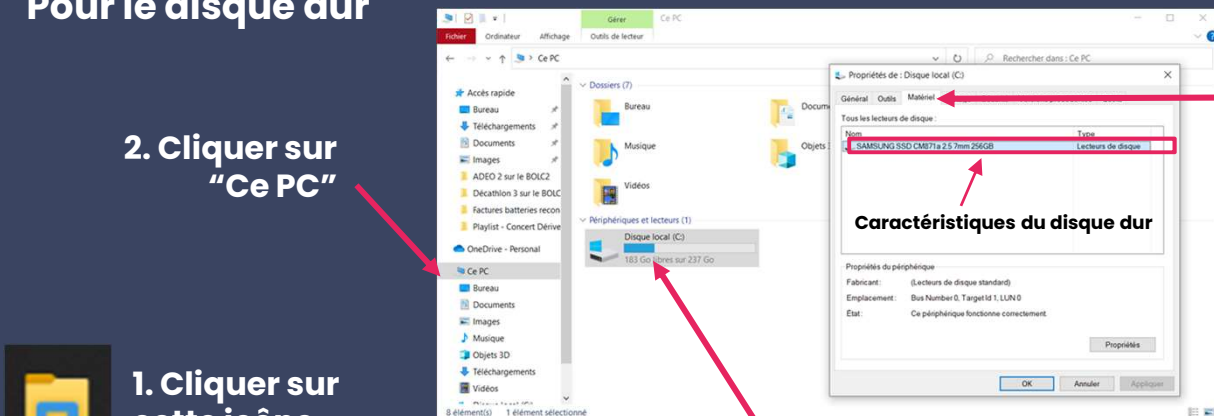 Pour le disque dur
2. Cliquer sur
“Ce PC”
1. Cliquer sur
cette icône
Gérer
Ce PC
Fichier
Ordinateur
Affichage
Outils de lecteur
Ce PC
Rechercher dans : Ce PC
Accès rapide
Bureau
Téléchargements
Documents
Images
ADEO 2 sur le BOLC2
Décathlon 3 sur le BOLC
Factures batteries recon
Playlist - Concert Dérive
OneDrive - Personal
Ce PC
Bureau
Documents
Images
Musique
Objets 3D
Téléchargements
Vidéos
8 élément(s)
1 élément sélectionné
Dossiers (7)
Bureau
Musique
Vidéos
Objets
Périphériques et lecteurs (1)
Disque local (C:)
183 Go libres sur 237 Go
Propriétés de : Disque local (C:)
Général
Outils
Matériel
Tous les lecteurs de disque :
Nom
Type
SAMSUNG SSD CM871a 2.5 7mm 256GB
Lecteurs de disque
Caractéristiques du disque dur
Propriétés du périphérique
Fabricant : (Lecteurs de disque standard)
Emplacement : Bus Number 0, Target Id 1, LUN 0
État : Ce périphérique fonctionne correctement.
Propriétés
OK
Annuler
Appliquer